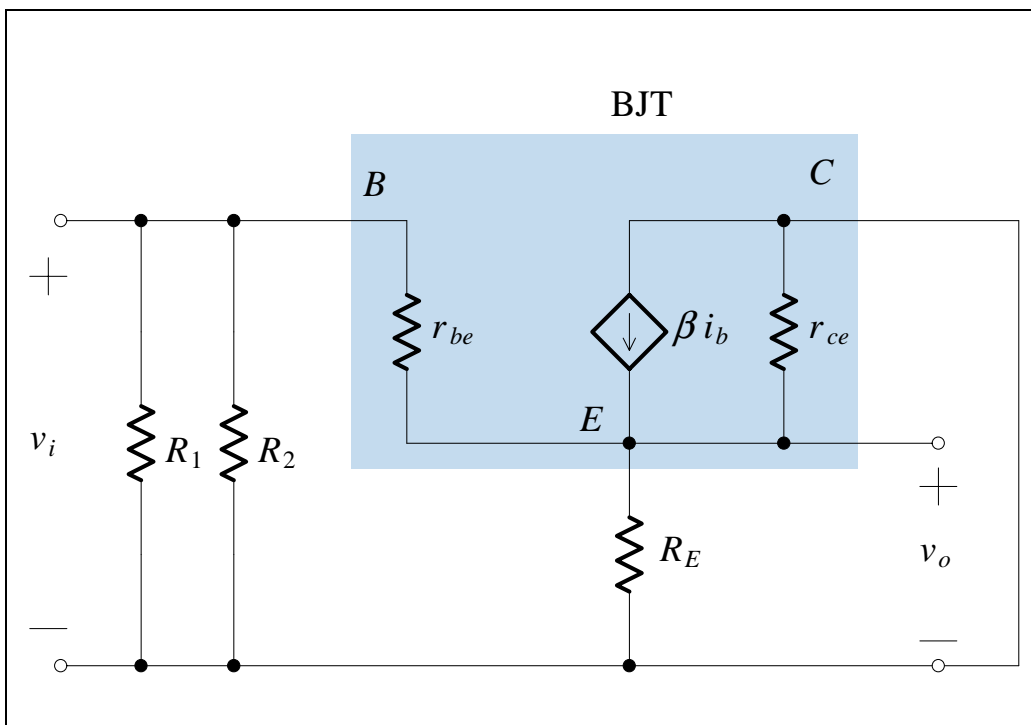 BJT
B
C
+
r_be
β i_b
r_ce
E
v_i
R_1
R_2
+
R_E
v_o
—
—